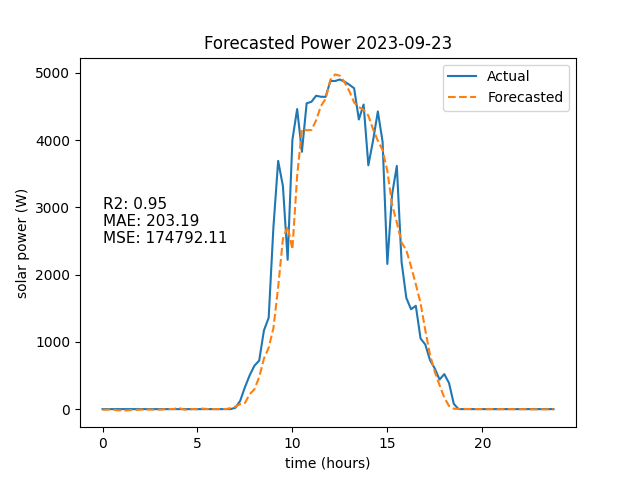 Forecasted Power 2023-09-23
Actual
Forecasted
R2: 0.95
MAE: 203.19
MSE: 174792.11
solar power (W)
5000
4000
3000
2000
1000
0
0 5 10 15 20
time (hours)